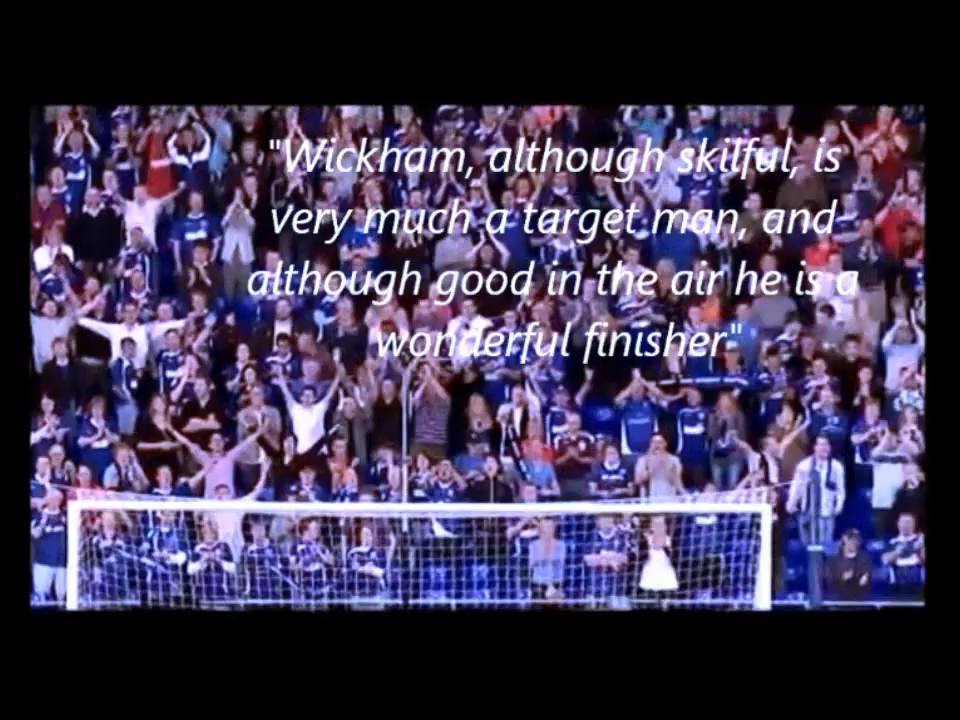 "Wickham, although skilful, is
very much a target man, and
although good in the air he is a
wonderful finisher"